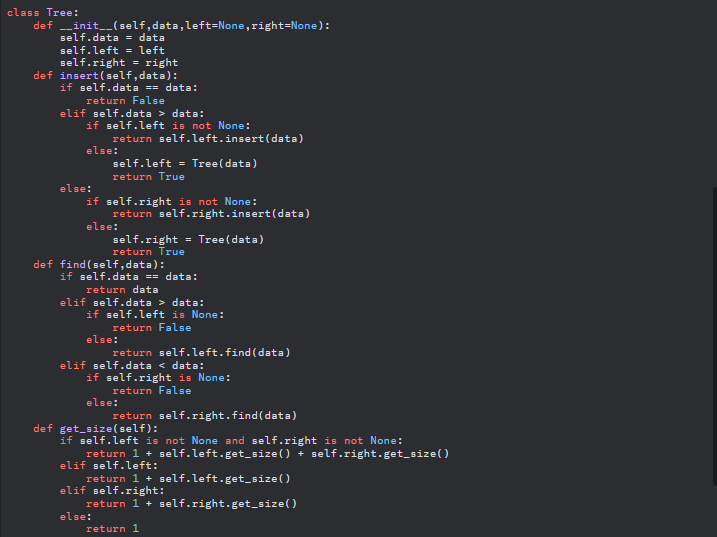 class Tree:
    def __init__(self,data,left=None,right=None):
        self.data = data
        self.left = left
        self.right = right
    def insert(self,data):
        if self.data == data:
            return False
        elif self.data > data:
            if self.left is not None:
                return self.left.insert(data)
            else:
                self.left = Tree(data)
                return True
        else:
            if self.right is not None:
                return self.right.insert(data)
            else:
                self.right = Tree(data)
                return True
    def find(self,data):
        if self.data == data:
            return data
        elif self.data > data:
            if self.left is None:
                return False
            else:
                return self.left.find(data)
        elif self.data < data:
            if self.right is None:
                return False
            else:
                return self.right.find(data)
    def get_size(self):
        if self.left is not None and self.right is not None:
            return 1 + self.left.get_size() + self.right.get_size()
        elif self.left:
            return 1 + self.left.get_size()
        elif self.right:
            return 1 + self.right.get_size()
        else:
            return 1